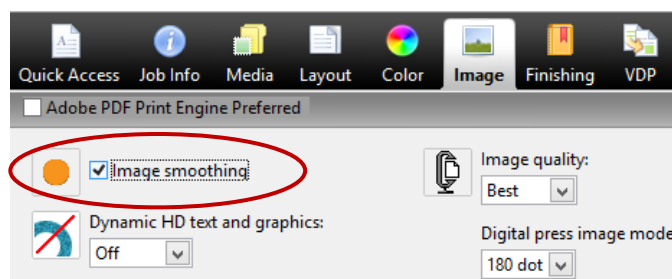 Quick Access Job Info Media Layout Color Image Finishing VDP
Adobe PDF Print Engine Preferred
Image smoothing
Image quality:
Best
Dynamic HD text and graphics:
Off
Digital press image mode
180 dot